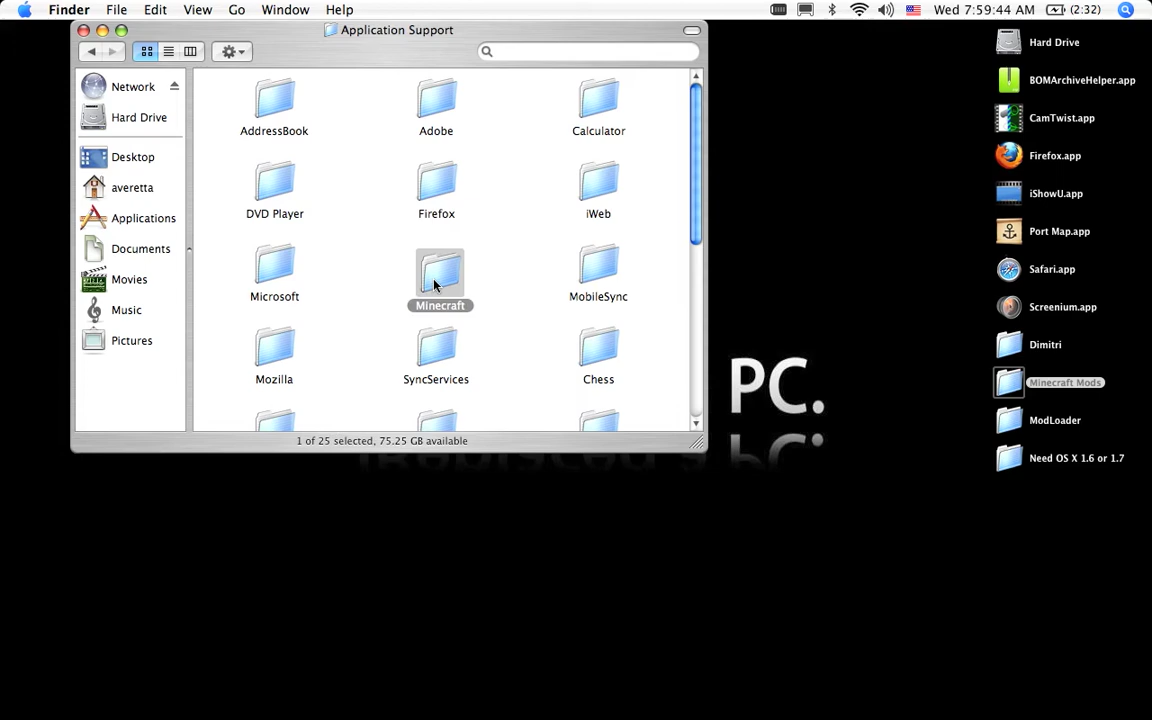 Finder File Edit View Go Window Help
Wed 7:59:44 AM (2:32)
Application Support
Network
Hard Drive
Desktop
averetta
Applications
Documents
Movies
Music
Pictures
AddressBook Adobe Calculator
DVD Player Firefox iWeb
Microsoft Minecraft MobileSync
Mozilla SyncServices Chess
1 of 25 selected, 75.25 GB available
PC.
Hard Drive
BOMArchiveHelper.app
CamTwist.app
Firefox.app
iShowU.app
Port Map.app
Safari.app
Screenium.app
Dimitri
Minecraft Mods
ModLoader
Need OS X 1.6 or 1.7